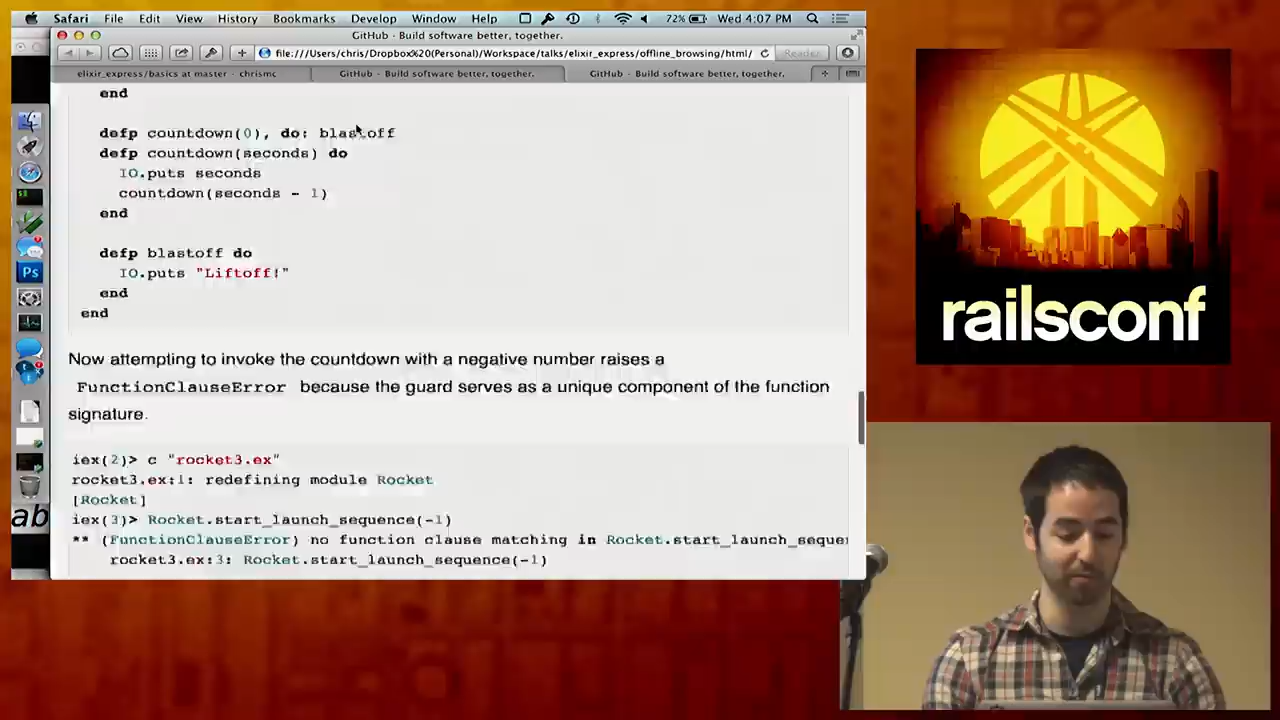 Safari File Edit View History Bookmarks Develop Window Help 72% Wed 4:07 PM
GitHub - Build software better, together.
file:///Users/chris/Dropbox%20(Personal)/Workspace/talks/elixir_express/offline_browsing/html/ Reader
elixir_express/basics at master · chrismc
GitHub - Build software better, together.
GitHub - Build software better, together.
end
defp countdown(0), do: blastoff
defp countdown(seconds) do
IO.puts seconds
countdown(seconds - 1)
end
defp blastoff do
IO.puts "Liftoff!"
end
end
Now attempting to invoke the countdown with a negative number raises a
FunctionClauseError because the guard serves as a unique component of the function
signature.
iex(2)> c "rocket3.ex"
rocket3.ex:1: redefining module Rocket
[Rocket]
iex(3)> Rocket.start_launch_sequence(-1)
** (FunctionClauseError) no function clause matching in Rocket.start_launch_seque
rocket3.ex:3: Rocket.start_launch_sequence(-1)
Ps
ab
railsconf